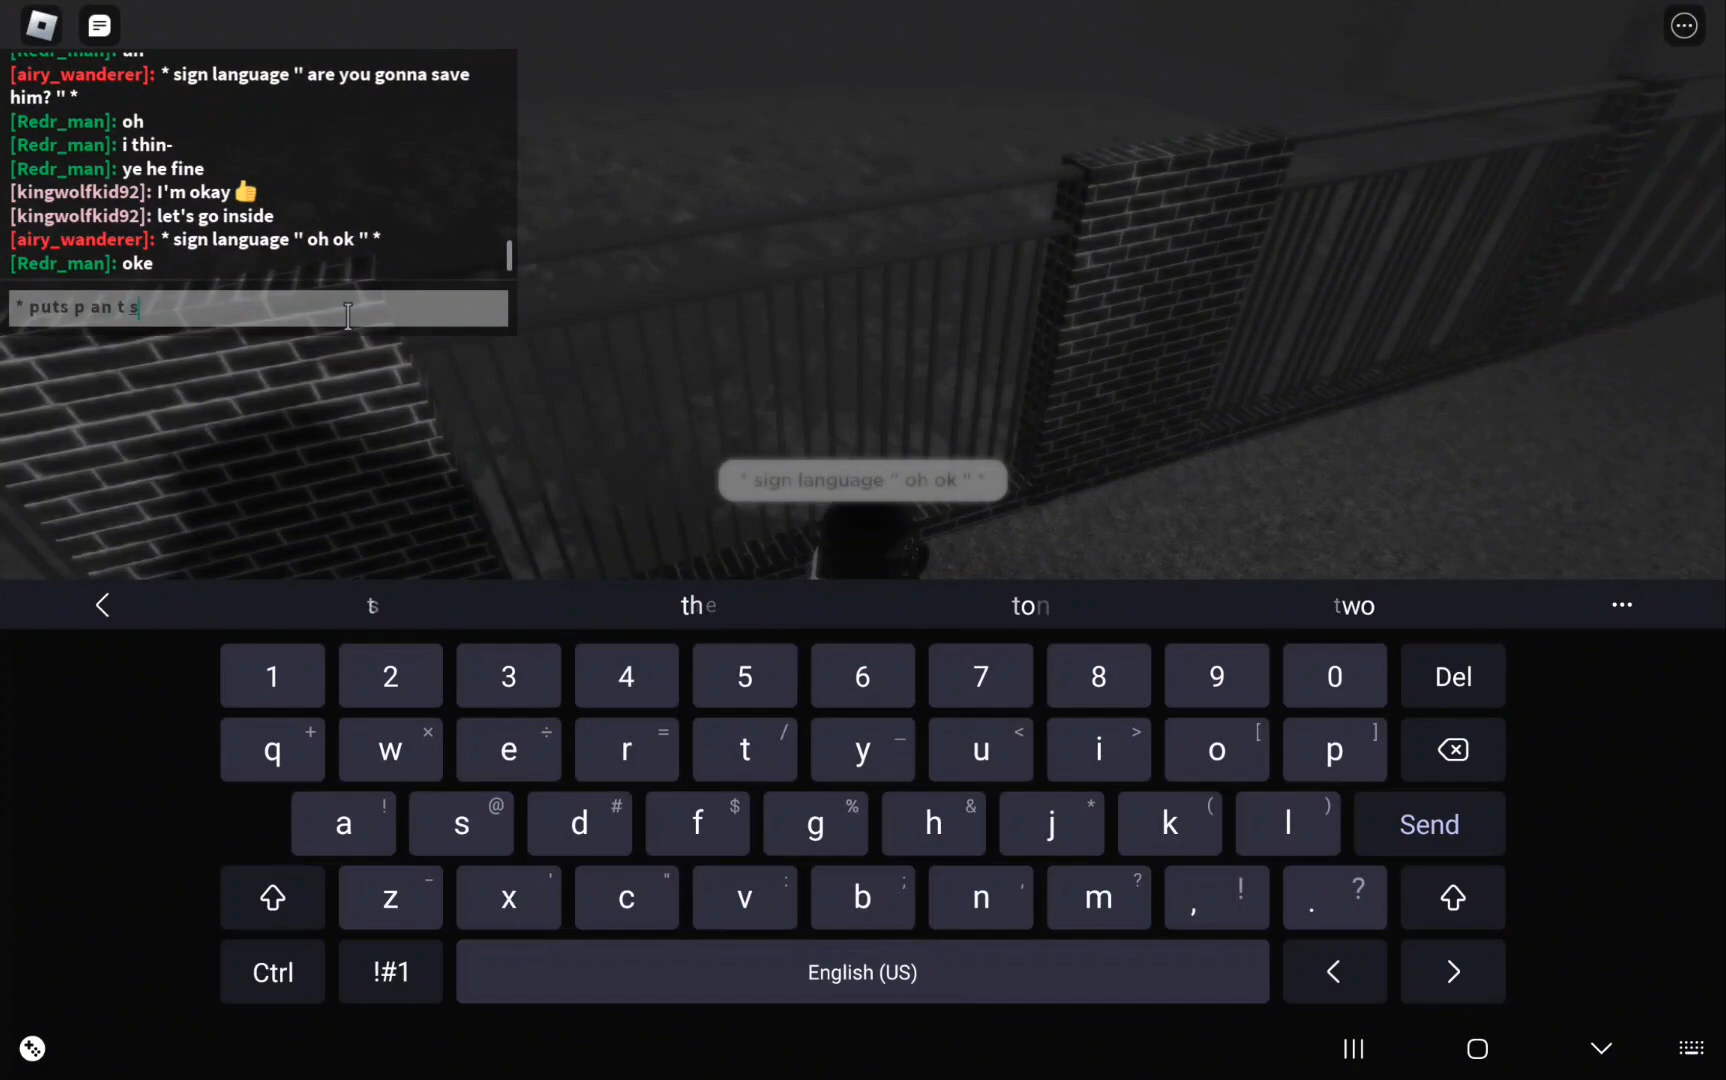 [airy_wanderer]: * sign language " are you gonna save
him? " *
[Redr_man]: oh
[Redr_man]: i thin-
[Redr_man]: ye he fine
[kingwolfkid92]: I'm okay 👍
[kingwolfkid92]: let's go inside
[airy_wanderer]: * sign language " oh ok " *
[Redr_man]: oke
* puts p an t s
* sign language " oh ok " *
the ton two
1 2 3 4 5 6 7 8 9 0 Del
q + w × e ÷ r = t / y _ u < i > o [ p ]
a ! s @ d # f $ g % h & j * k ( l ) Send
z - x ' c " v : b ; n , m ? , ! . ?
Ctrl !#1 English (US) < >